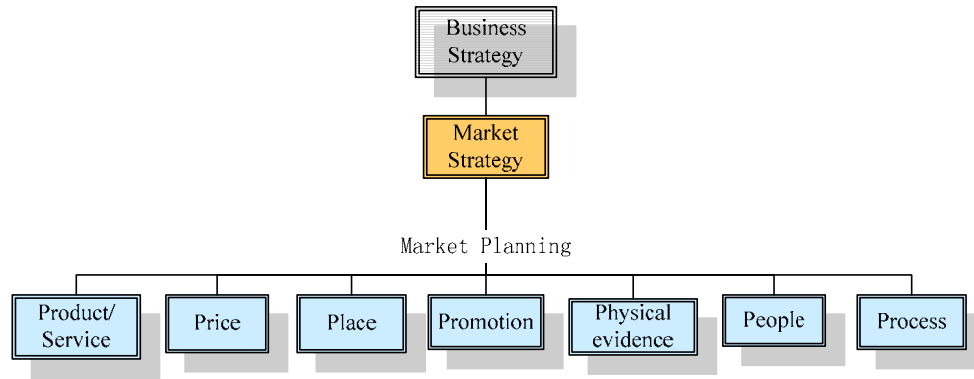 Business
Strategy
Market
Strategy
Market Planning
Product/
Service
Price
Place
Promotion
Physical
evidence
People
Process